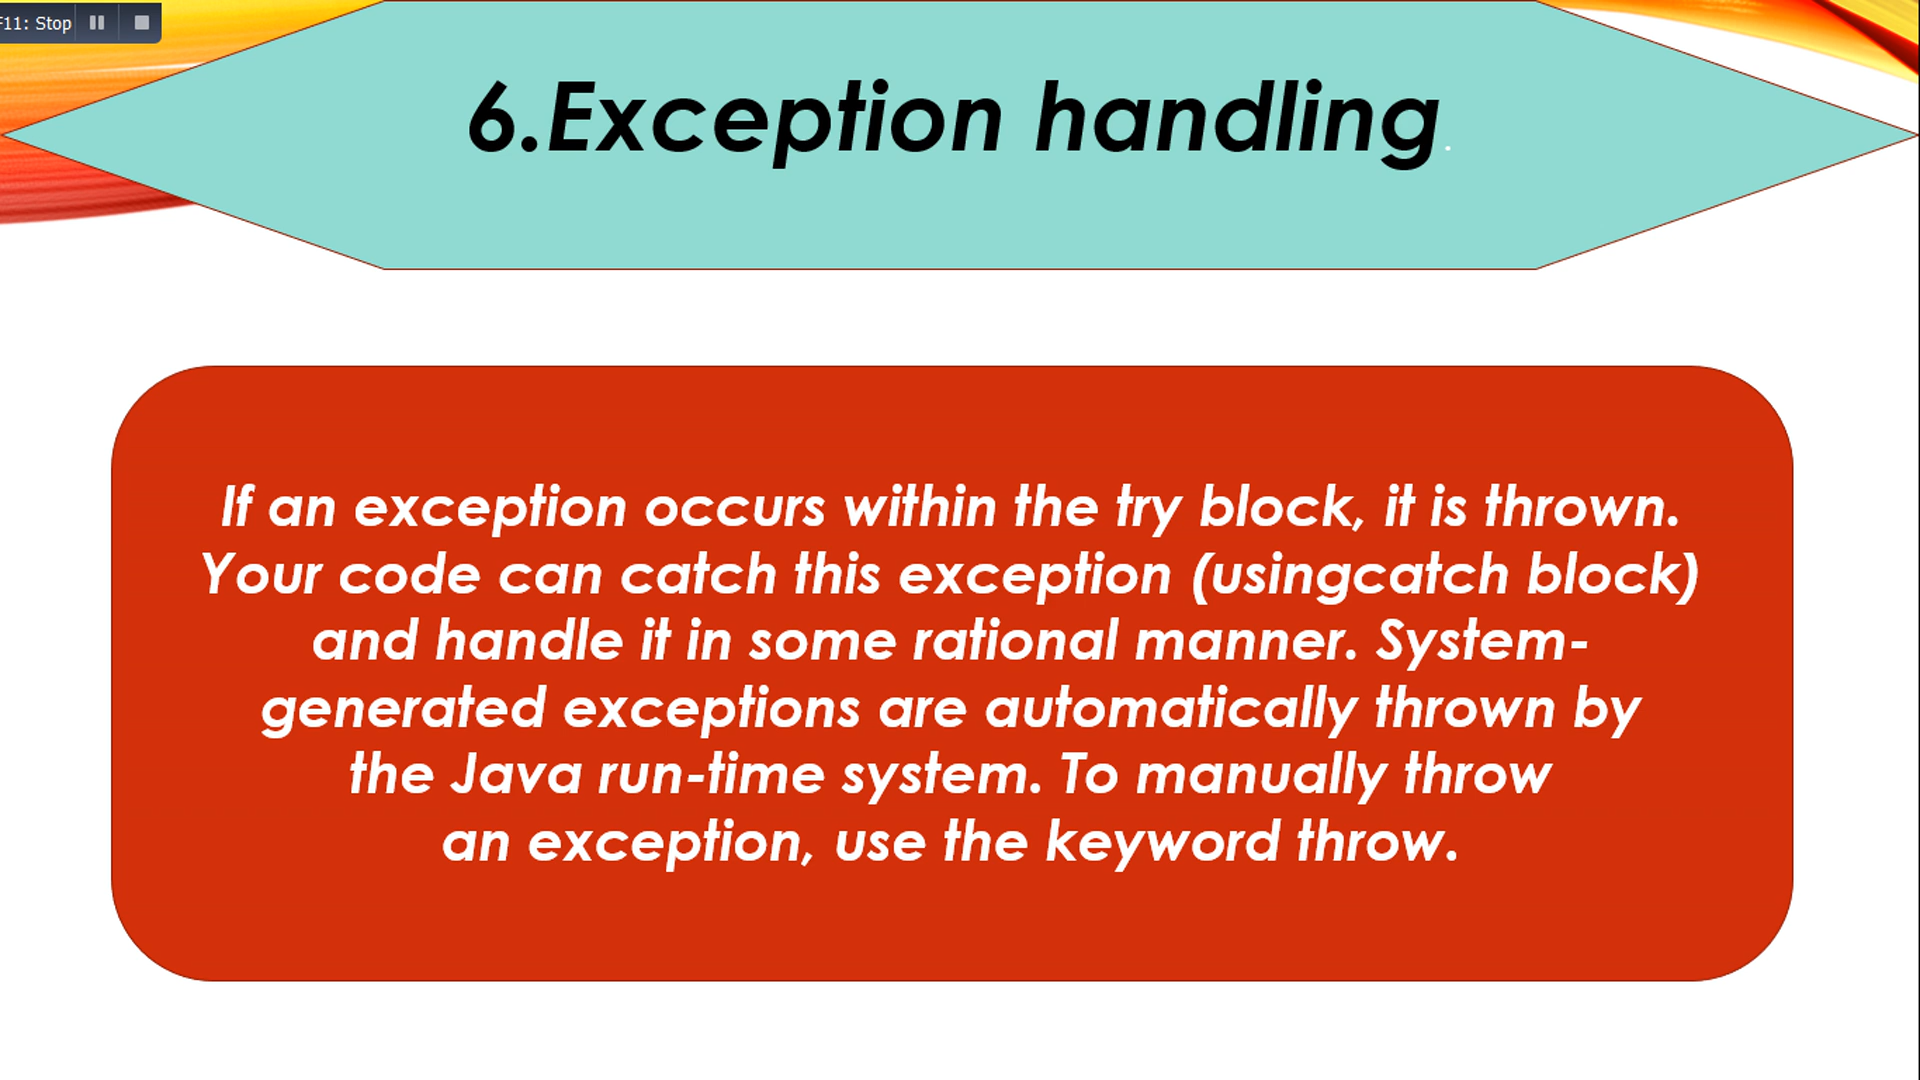 F11: Stop
6.Exception handling.
If an exception occurs within the try block, it is thrown.
Your code can catch this exception (usingcatch block)
and handle it in some rational manner. System-
generated exceptions are automatically thrown by
the Java run-time system. To manually throw
an exception, use the keyword throw.